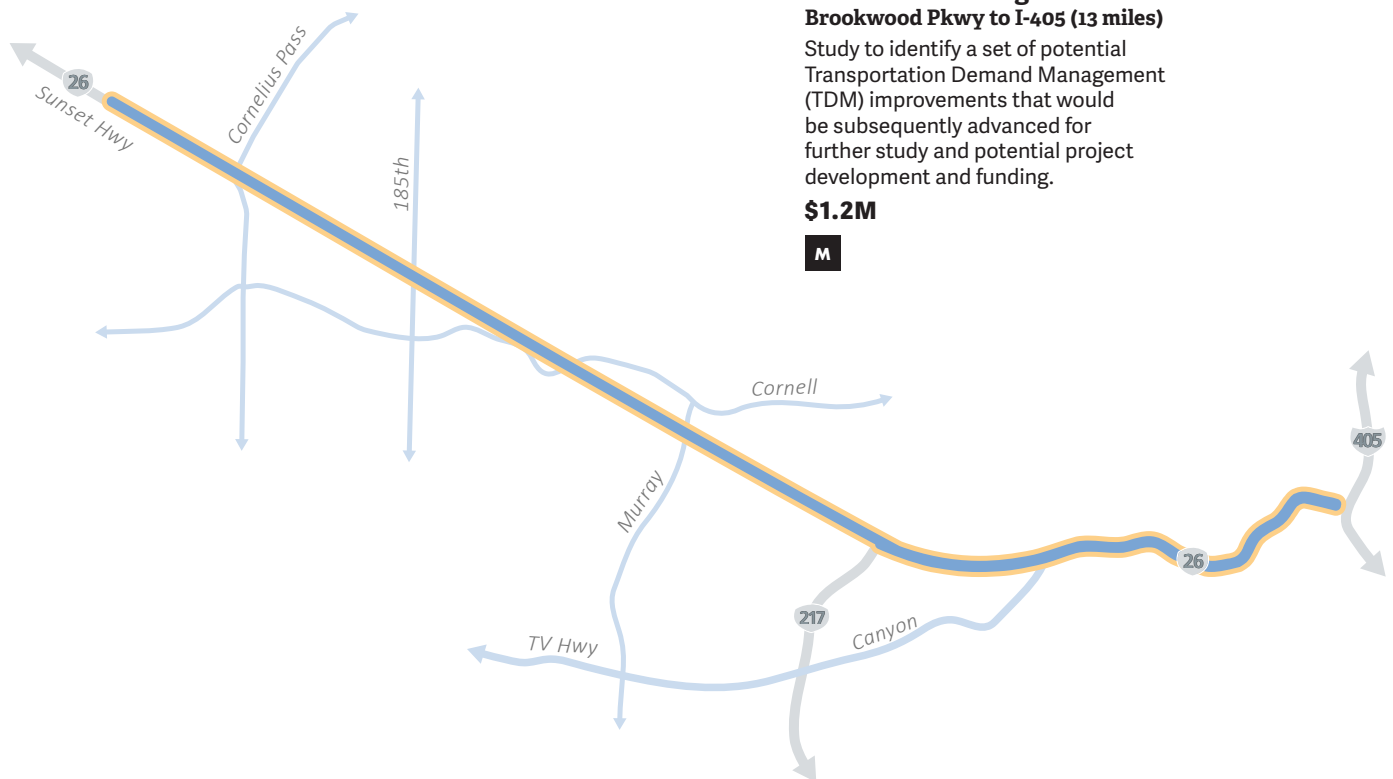 Brookwood Pkwy to I-405 (13 miles)
Study to identify a set of potential
Transportation Demand Management
(TDM) improvements that would
be subsequently advanced for
further study and potential project
development and funding.
$1.2M
M
Cornelius Pass
26
Sunset Hwy
185th
Cornell
405
Murray
26
217
Canyon
TV Hwy